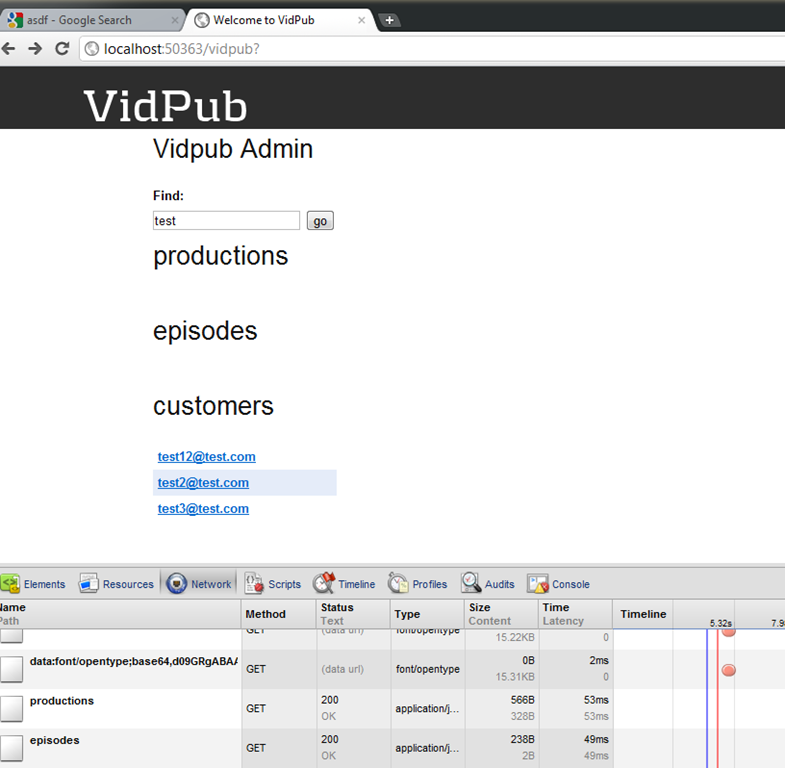 asdf - Google Search
Welcome to VidPub
localhost:50363/vidpub?
VidPub
Vidpub Admin
Find:
test go
productions
episodes
customers
test12@test.com
test2@test.com
test3@test.com
Elements Resources Network Scripts Timeline Profiles Audits Console
Name Path Method Status Text Type Size Content Time Latency Timeline 5.32s 7.9
GET (data url) font/opentype 15.22KB 0
data:font/opentype;base64,d09GRgABAA GET (data url) font/opentype 0B 15.31KB 2ms 0
productions GET 200 OK application/j... 566B 328B 53ms 53ms
episodes GET 200 OK application/j... 238B 2B 49ms 49ms